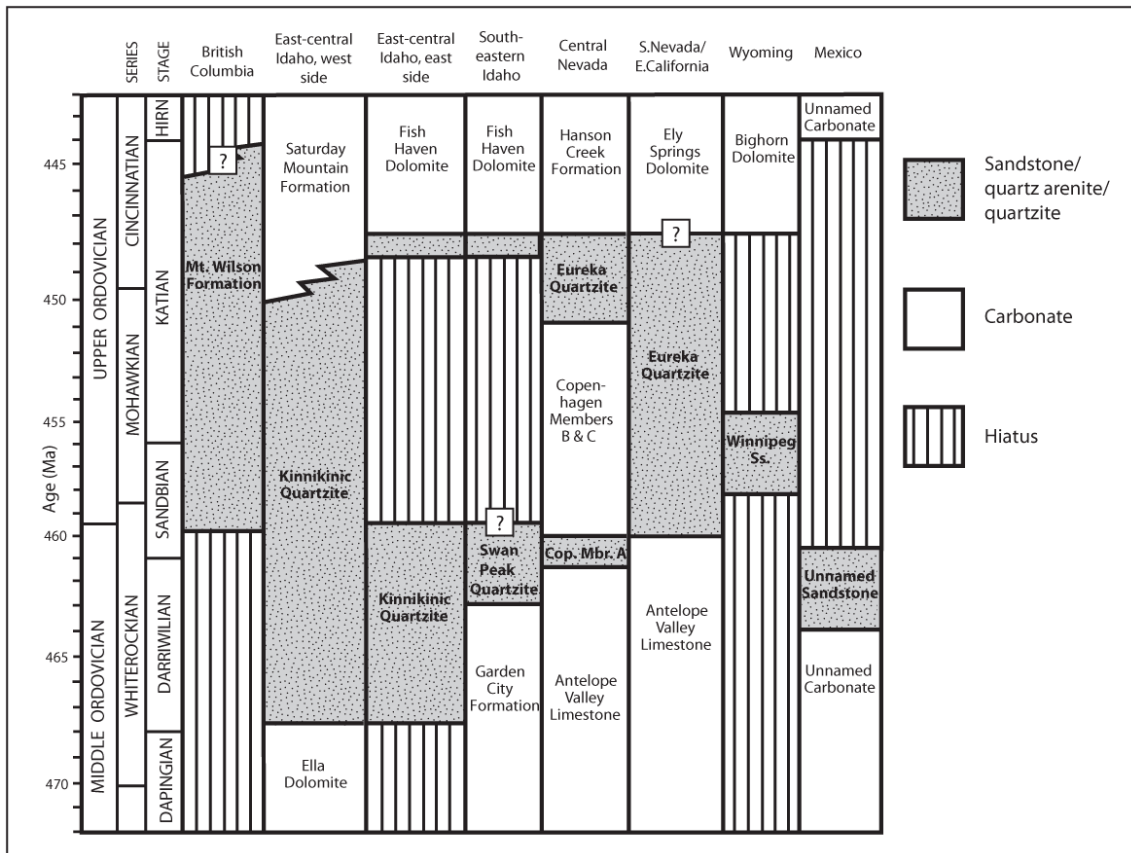 SERIES
STAGE
British
Columbia
East-central
Idaho, west
side
East-central
Idaho, east
side
South-
eastern
Idaho
Central
Nevada
S.Nevada/
E.California
Wyoming
Mexico
Age (Ma)
445
450
455
460
465
470
UPPER ORDOVICIAN
MIDDLE ORDOVICIAN
CINCINNATIAN
MOHAWKIAN
WHITEROCKIAN
HIRN
KATIAN
SANDBIAN
DARRIWILIAN
DAPINGIAN
?
Mt. Wilson
Formation
Saturday
Mountain
Formation
Kinnikinic
Quartzite
Ella
Dolomite
Fish
Haven
Dolomite
Kinnikinic
Quartzite
Fish
Haven
Dolomite
?
Swan
Peak
Quartzite
Garden
City
Formation
Hanson
Creek
Formation
Eureka
Quartzite
Copen-
hagen
Members
B & C
Cop. Mbr. A
Antelope
Valley
Limestone
Ely
Springs
Dolomite
?
Eureka
Quartzite
Antelope
Valley
Limestone
Bighorn
Dolomite
Winnipeg
Ss.
Unnamed
Carbonate
Unnamed
Sandstone
Unnamed
Carbonate
Sandstone/
quartz arenite/
quartzite
Carbonate
Hiatus